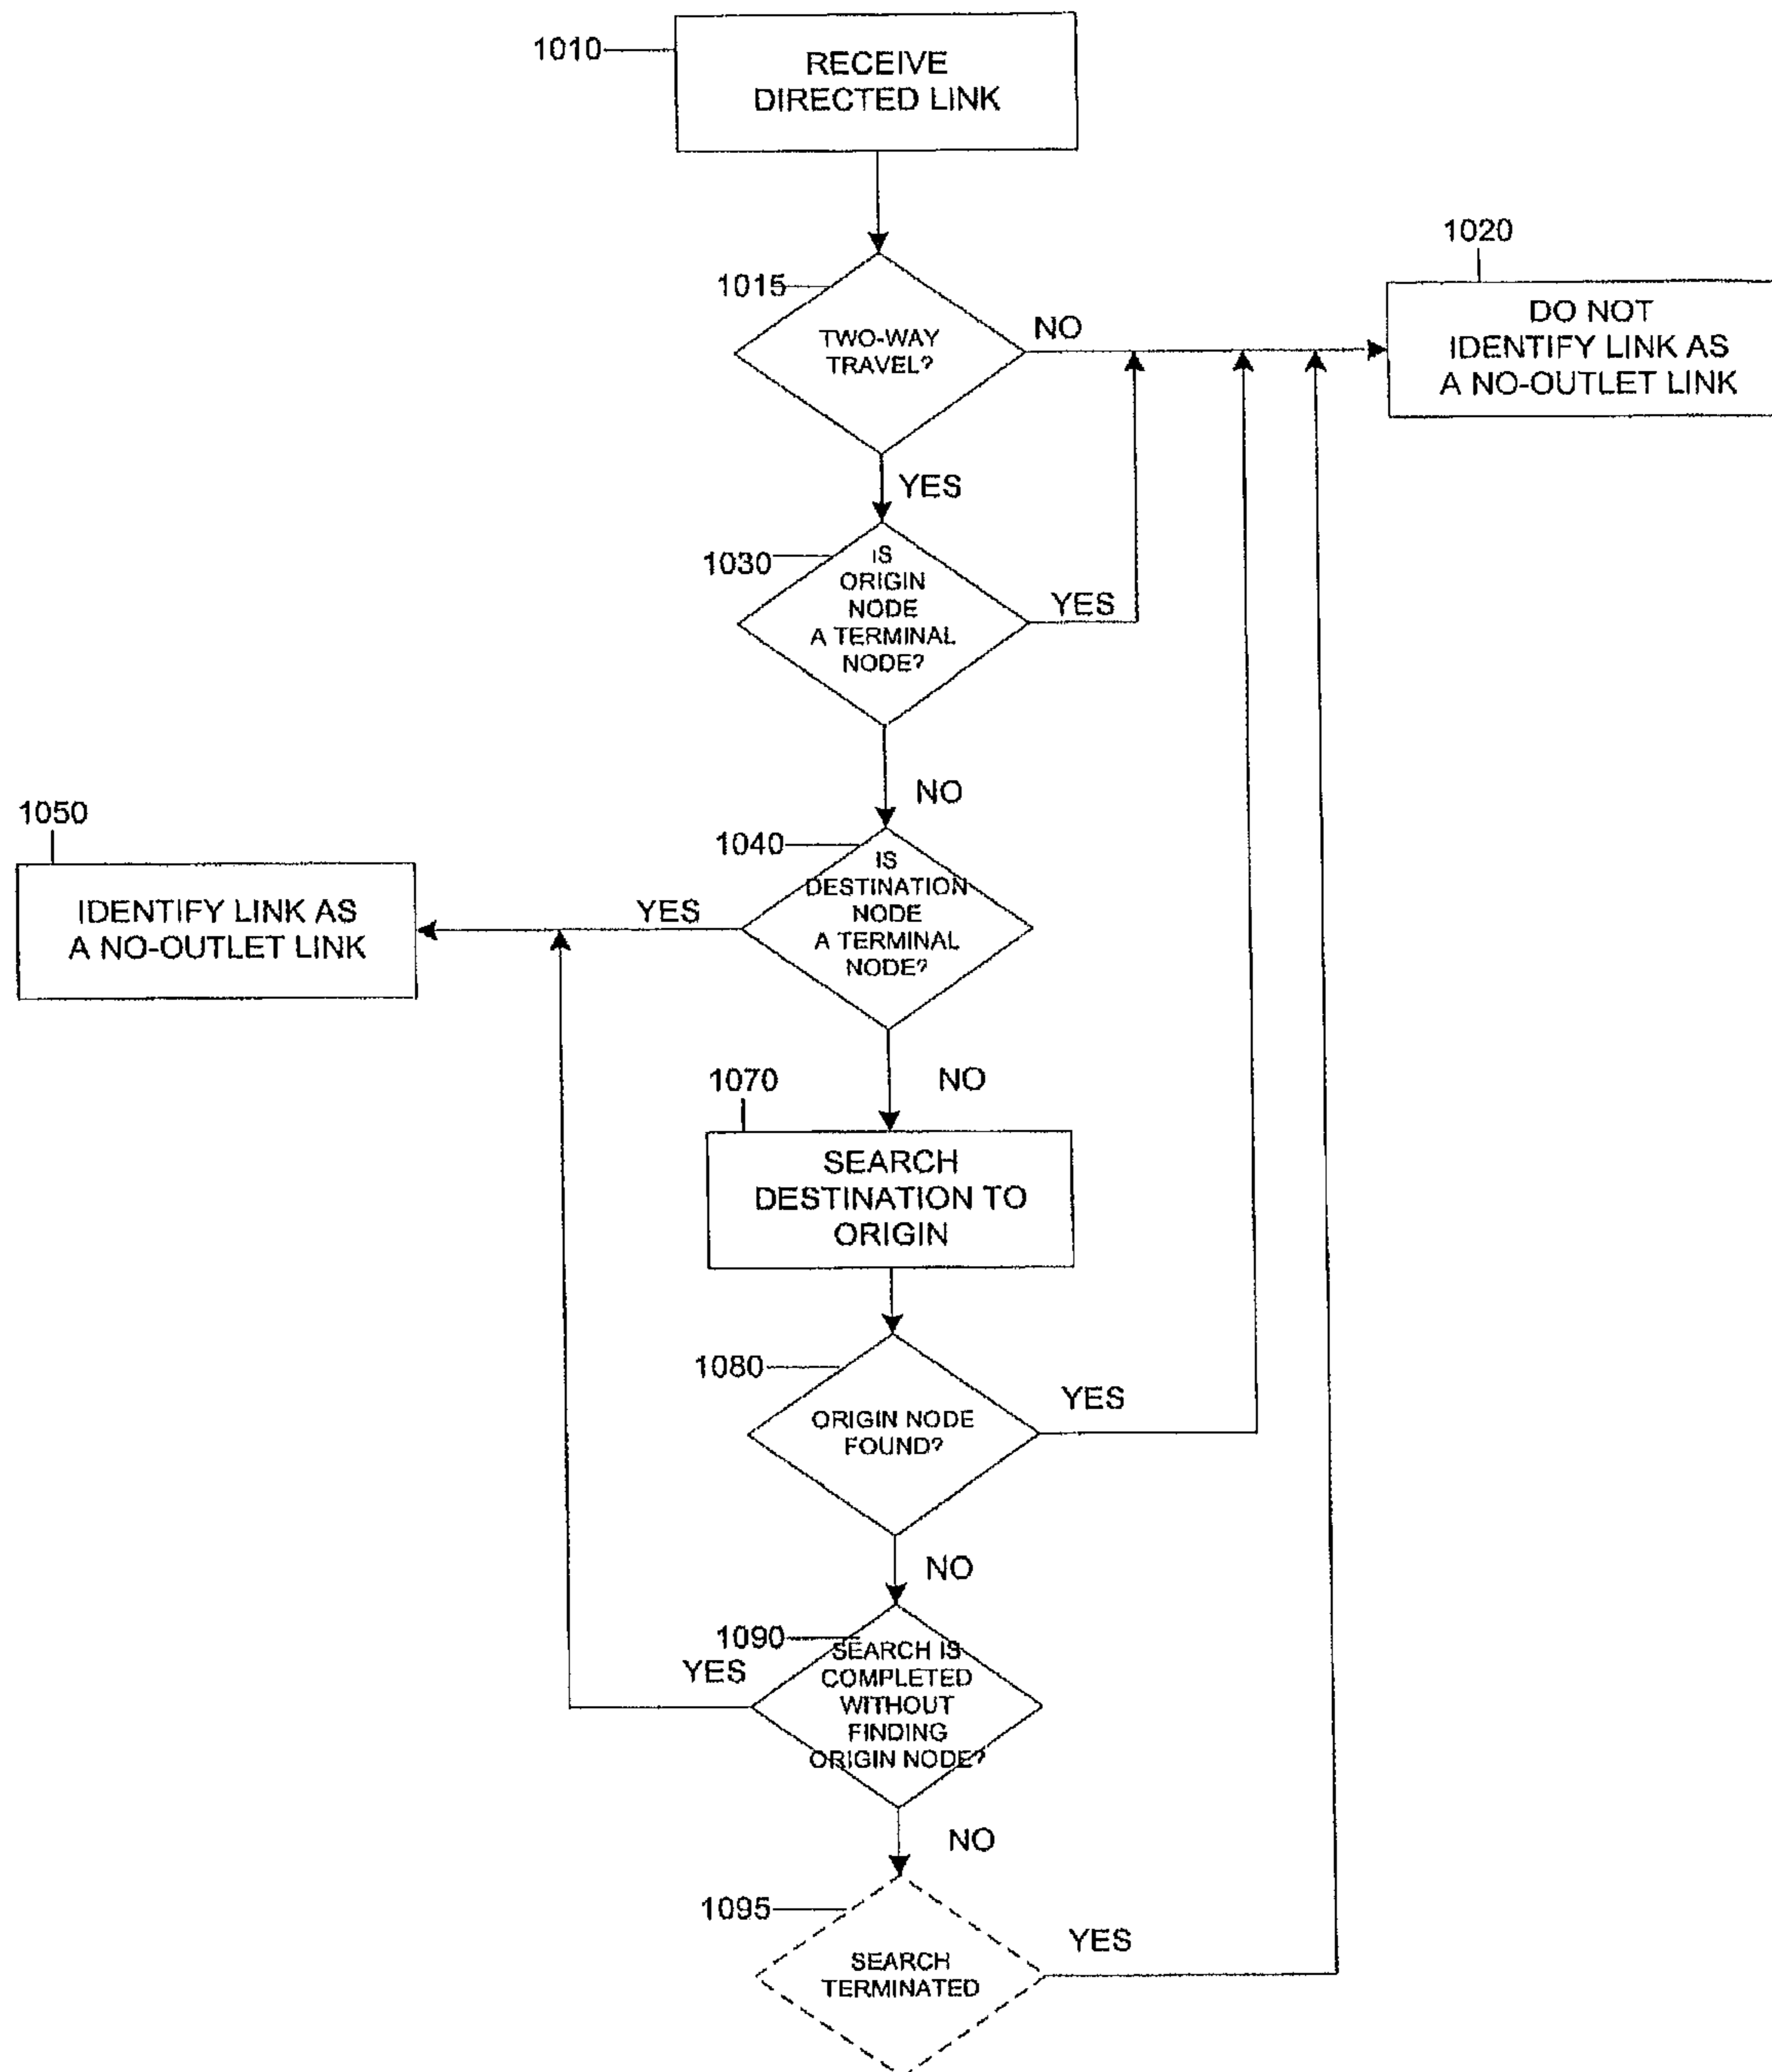 1010
RECEIVE
DIRECTED LINK
1020
1015
TWO-WAY
TRAVEL?
NO
DO NOT
IDENTIFY LINK AS
A NO-OUTLET LINK
YES
1030
IS
ORIGIN
NODE
A TERMINAL
NODE?
YES
NO
1050
1040
IS
DESTINATION
NODE
A TERMINAL
NODE?
YES
IDENTIFY LINK AS
A NO-OUTLET LINK
NO
1070
SEARCH
DESTINATION TO
ORIGIN
1080
ORIGIN NODE
FOUND?
YES
NO
1090
SEARCH IS
COMPLETED
WITHOUT
FINDING
ORIGIN NODE?
YES
NO
1095
SEARCH
TERMINATED
YES